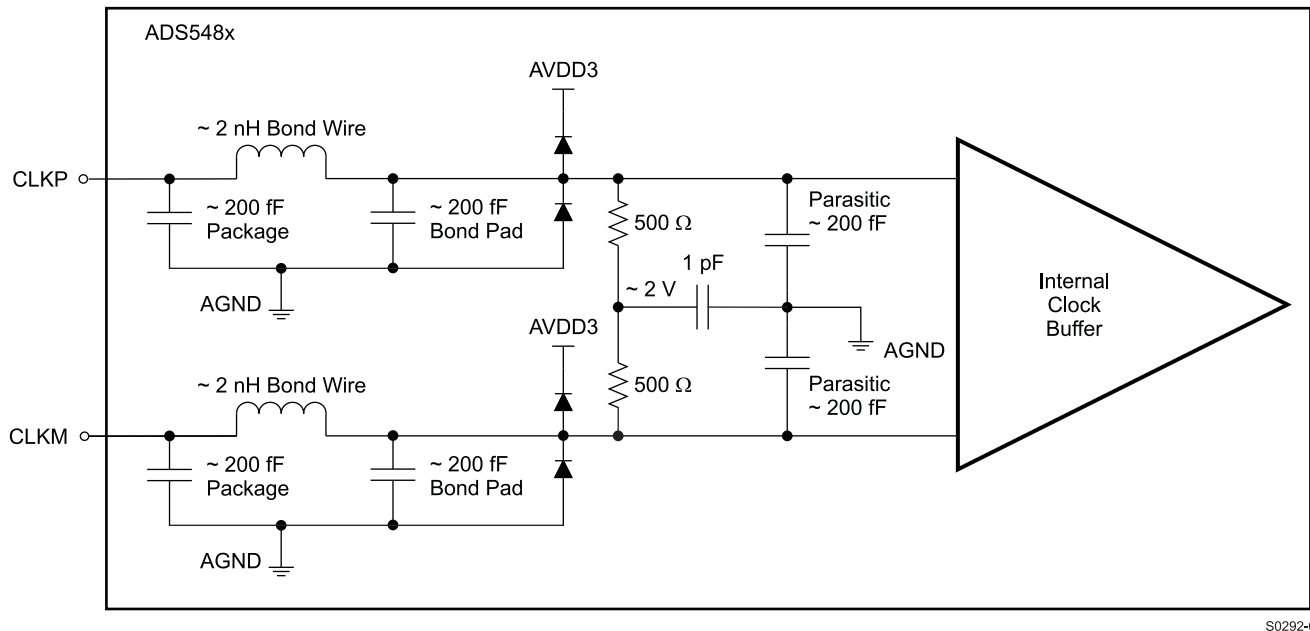 ADS548x
AVDD3
~ 2 nH Bond Wire
CLKP
~ 200 fF
Package
~ 200 fF
Bond Pad
500 Ω
Parasitic
~ 200 fF
1 pF
~ 2 V
AGND
AGND
Internal
Clock
Buffer
AVDD3
~ 2 nH Bond Wire
CLKM
~ 200 fF
Package
~ 200 fF
Bond Pad
500 Ω
Parasitic
~ 200 fF
AGND